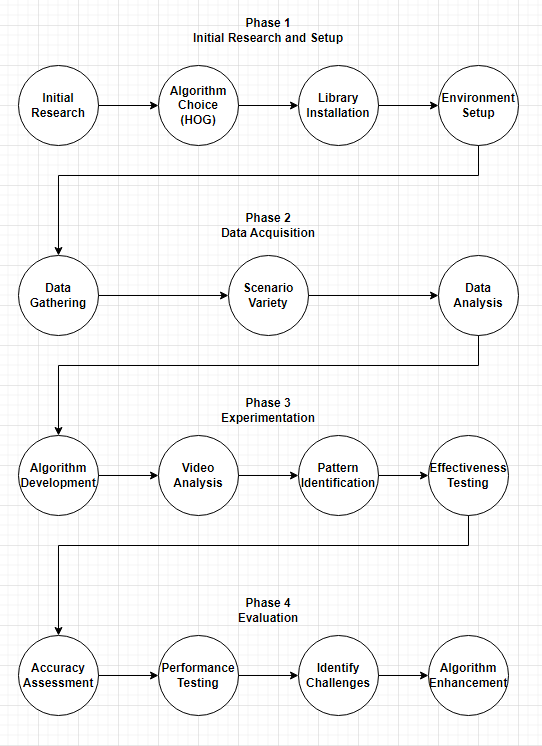 Phase 1
Initial Research and Setup
Initial
Research
Algorithm
Choice
(HOG)
Library
Installation
Environment
Setup
Phase 2
Data Acquisition
Data
Gathering
Scenario
Variety
Data
Analysis
Phase 3
Experimentation
Algorithm
Development
Video
Analysis
Pattern
Identification
Effectiveness
Testing
Phase 4
Evaluation
Accuracy
Assessment
Performance
Testing
Identify
Challenges
Algorithm
Enhancement